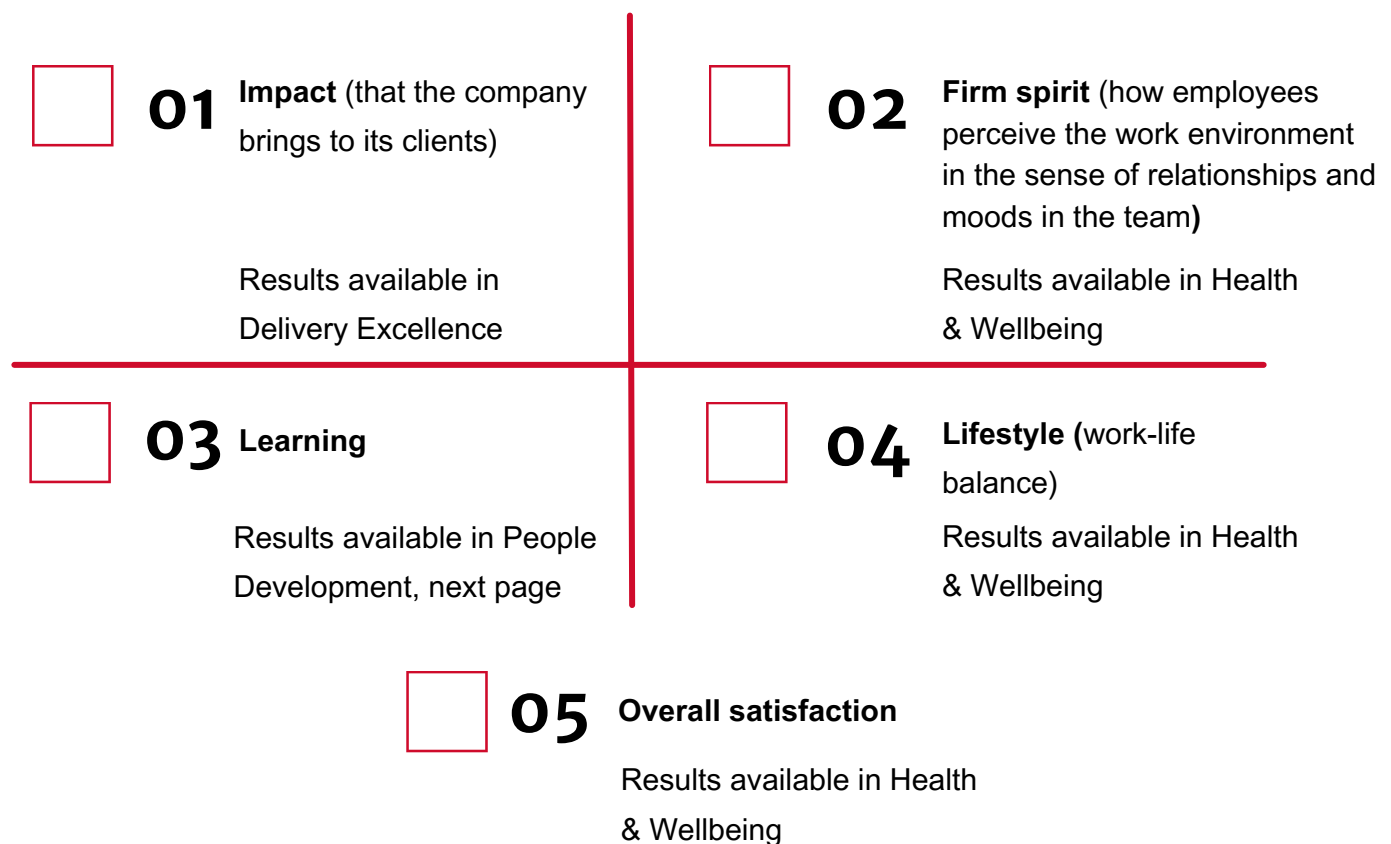 01
Impact (that the company
brings to its clients)
Results available in
Delivery Excellence
02
Firm spirit (how employees
perceive the work environment
in the sense of relationships and
moods in the team)
Results available in Health
& Wellbeing
03
Learning
Results available in People
Development, next page
04
Lifestyle (work-life
balance)
Results available in Health
& Wellbeing
05
Overall satisfaction
Results available in Health
& Wellbeing